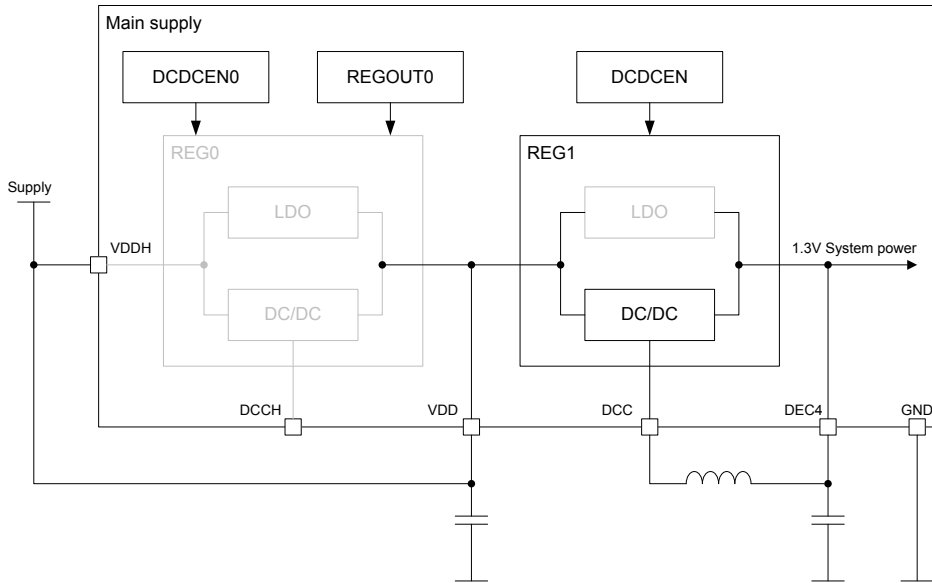 Main supply
DCDCEN0
REGOUT0
DCDCEN
REG0
REG1
Supply
LDO
LDO
VDDH
1.3V System power
DC/DC
DC/DC
DCCH
VDD
DCC
DEC4
GND